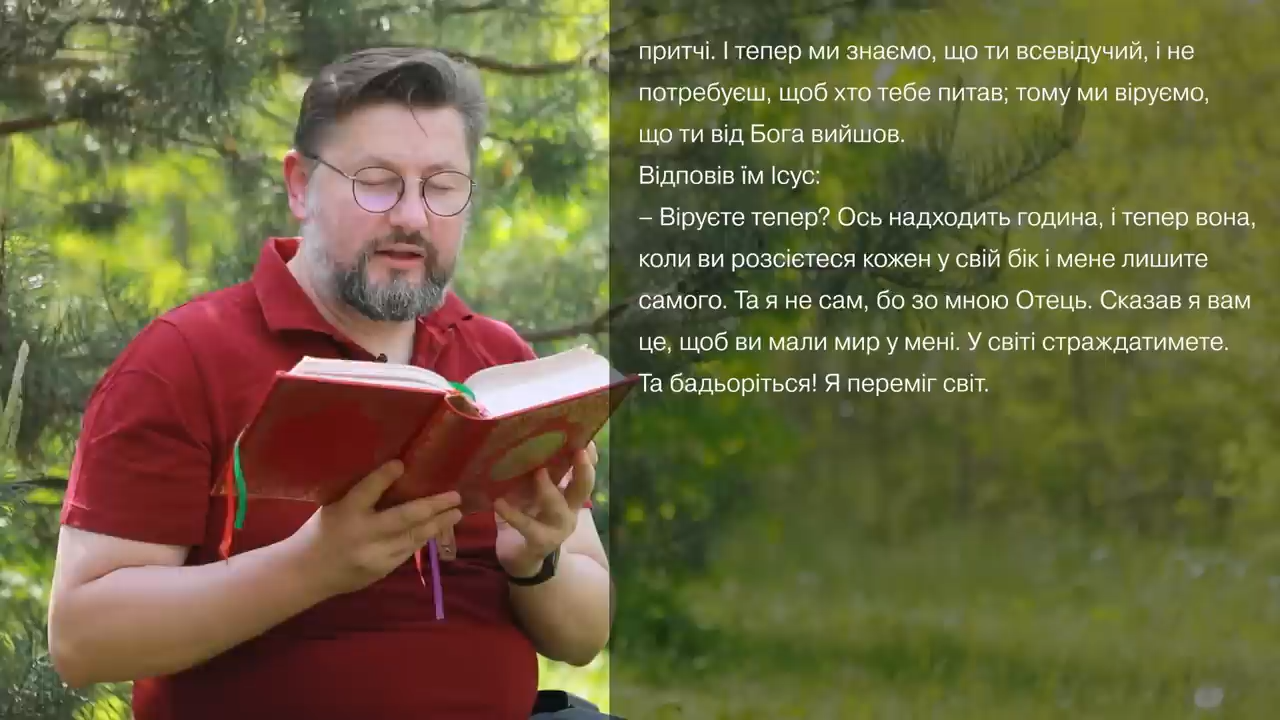 притчі. І тепер ми знаємо, що ти всевідучий, і не
потребуєш, щоб хто тебе питав; тому ми віруємо,
що ти від Бога вийшов.
Відповів їм Ісус:
– Віруєте тепер? Ось надходить година, і тепер вона,
коли ви розсієтеся кожен у свій бік і мене лишите
самого. Та я не сам, бо зо мною Отець. Сказав я вам
це, щоб ви мали мир у мені. У світі страждатимете.
Та бадьоріться! Я переміг світ.